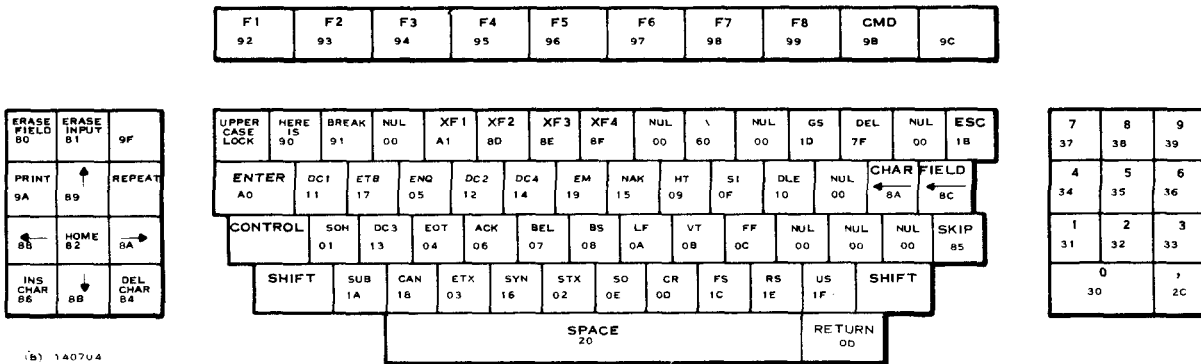 F1 F2 F3 F4 F5 F6 F7 F8 CMD
92 93 94 95 96 97 98 99 9B 9C
ERASE FIELD 80 ERASE INPUT 81 9F
PRINT 9A ↑ 89 REPEAT
← 88 HOME 82 → 8A
INS CHAR 86 ↓ 8B DEL CHAR 84
UPPER CASE LOCK HERE IS 90 BREAK 91 NUL 00 XF1 A1 XF2 8D XF3 8E XF4 8F NUL 00 \ 60 NUL 00 GS 1D DEL 7F NUL 00 ESC 1B
ENTER A0 DC1 11 ETB 17 ENQ 05 DC2 12 DC4 14 EM 19 NAK 15 HT 09 SI 0F DLE 10 NUL 00 CHAR ← 8A FIELD ← 8C
CONTROL SOH 01 DC3 13 EOT 04 ACK 06 BEL 07 BS 08 LF 0A VT 0B FF 0C NUL 00 NUL 00 NUL 00 SKIP 85
SHIFT SUB 1A CAN 18 ETX 03 SYN 16 STX 02 SO 0E CR 0D FS 1C RS 1E US 1F SHIFT
SPACE 20 RETURN 0D
7 8 9
37 38 39
4 5 6
34 35 36
1 2 3
31 32 33
0 ,
30 2C
(B) 140704